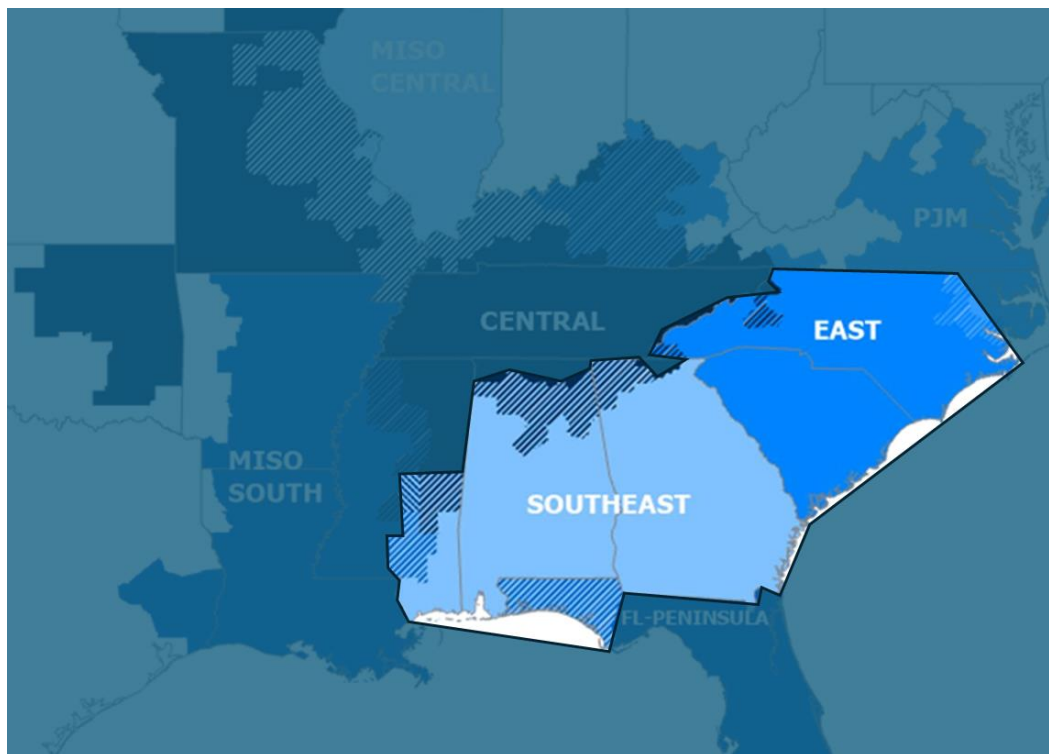 MISO
CENTRAL
PJM
CENTRAL
EAST
MISO
SOUTH
SOUTHEAST
FL-PENINSULA